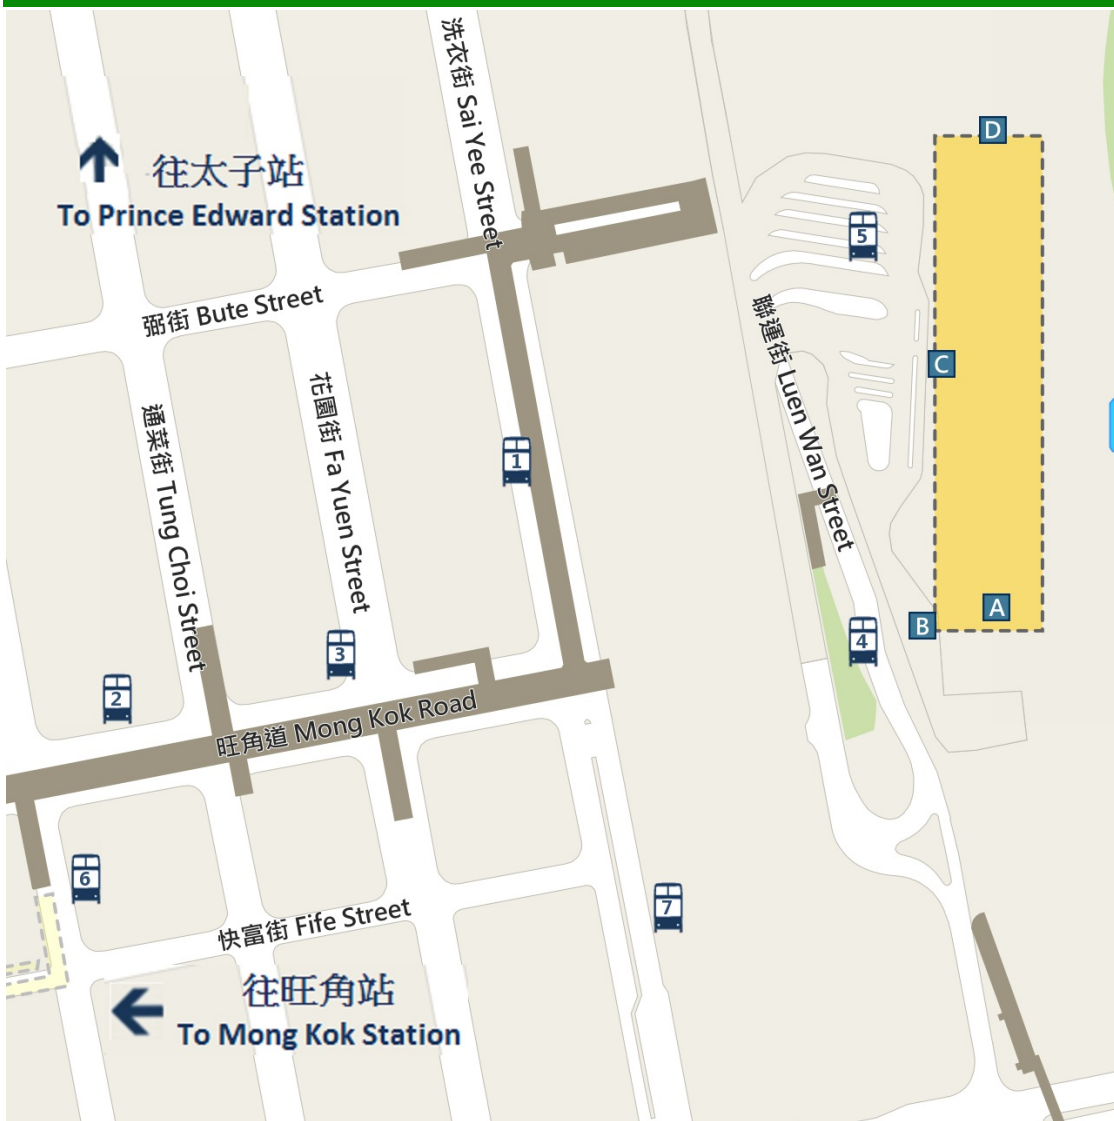 洗衣街 Sai Yee Street
D
往太子站
To Prince Edward Station
5
弼街 Bute Street
聯運街 Luen Wan Street
C
花園街 Fa Yuen Street
通菜街 Tung Choi Street
1
A
B
4
3
2
旺角道 Mong Kok Road
6
7
快富街 Fife Street
往旺角站
To Mong Kok Station